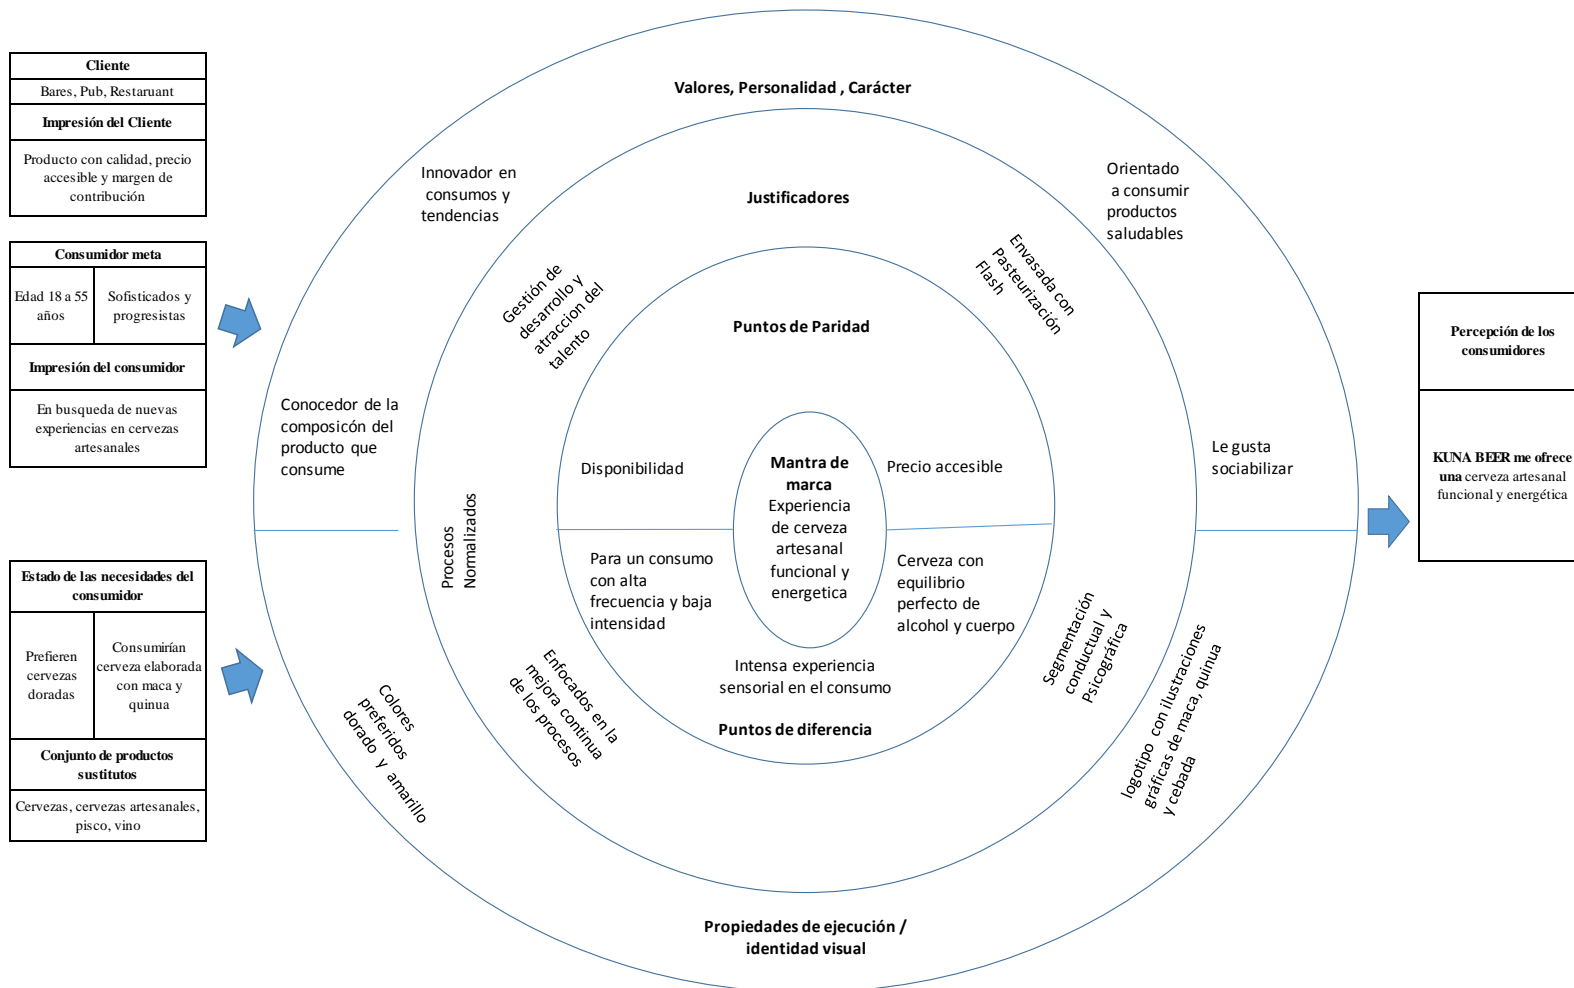 Cliente
Bares, Pub, Restaruant
Impresión del Cliente
Producto con calidad, precio
accesible y margen de
contribución
Consumidor meta
Edad 18 a 55
años
Sofisticados y
progresistas
Impresión del consumidor
En busqueda de nuevas
experiencias en cervezas
artesanales
Estado de las necesidades del
consumidor
Prefieren
cervezas
doradas
Consumirían
cerveza elaborada
con maca y
quinua
Conjunto de productos
sustitutos
Cervezas, cervezas artesanales,
pisco, vino
Valores, Personalidad , Carácter
Innovador en
consumos y
tendencias
Orientado
a consumir
productos
saludables
Conocedor de la
composicón del
producto que
consume
Le gusta
sociabilizar
Justificadores
Gestión de
desarrollo y
atraccion del
talento
Envasada con
Pasteurización
Flash
Procesos
Normalizados
Enfocados en la
mejora continua
de los procesos
Segmentación
conductual y
Psicográfica
Puntos de Paridad
Disponibilidad
Precio accesible
Mantra de
marca
Experiencia
de cerveza
artesanal
funcional y
energetica
Para un consumo
con alta
frecuencia y baja
intensidad
Cerveza con
equilibrio
perfecto de
alcohol y cuerpo
Intensa experiencia
sensorial en el consumo
Puntos de diferencia
Colores
preferidos
dorado y amarillo
logotipo con ilustraciones
gráficas de maca, quinua
y cebada
Propiedades de ejecución /
identidad visual
Percepción de los
consumidores
KUNA BEER me ofrece
una cerveza artesanal
funcional y energética